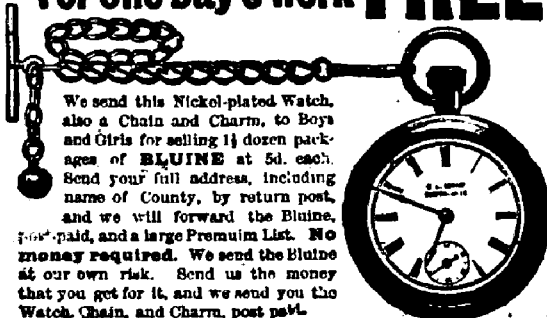 For one Day's Work FREE
We send this Nickel-plated Watch,
also a Chain and Charm, to Boys
and Girls for selling 1½ dozen pack-
ages of BLUINE at 5d. each.
Send your full address, including
name of County, by return post,
and we will forward the Bluine,
post-paid, and a large Premuim List. No
money required. We send the Bluine
at our own risk. Send us the money
that you get for it, and we send you the
Watch, Chain, and Charm, post paid.